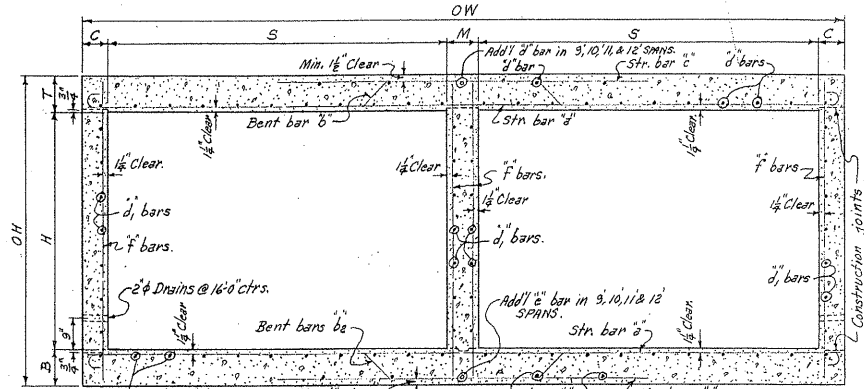 OW
C
S
M
S
C
Min. 1½" Clear
Add'l "d" bar in 9', 10', 11', & 12' SPANS.
"d" bar
Str. bar "c"
"d" bars
T
¾"
Bent bar "b"
1¼" Clear
Str. bar "a"
1¼" Clear
1¼" Clear.
1¼" Clear
"f" bars.
1¼" Clear
"f" bars
1¼" Clear
OH
H
"d₁" bars
"f" bars.
"d₁" bars.
"d₁" bars
Construction joints
2"ϕ Drains @ 16'-0" ctrs.
9"
1¼" Clear
Bent bars "b₂"
Add'l "e" bar in 9', 10', 11' & 12'
SPANS.
Str. bar "a"
1¼" Clear.
B
¾"